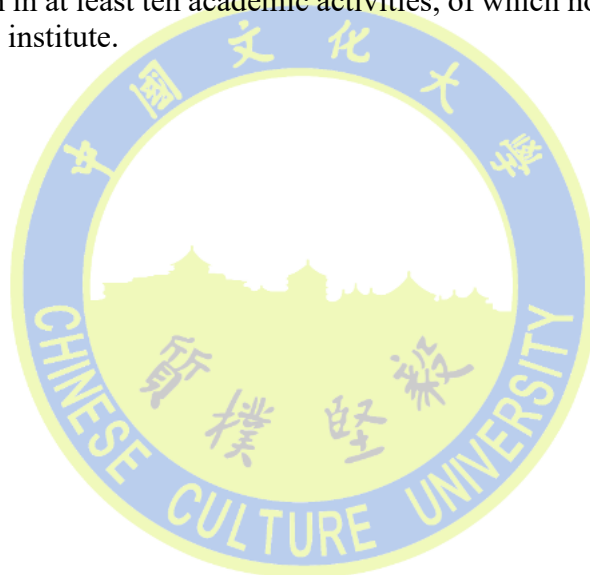 in at least ten academic activities, of which
institute.
中國文化大學
質樸堅毅
CHINESE CULTURE UNIVERSITY